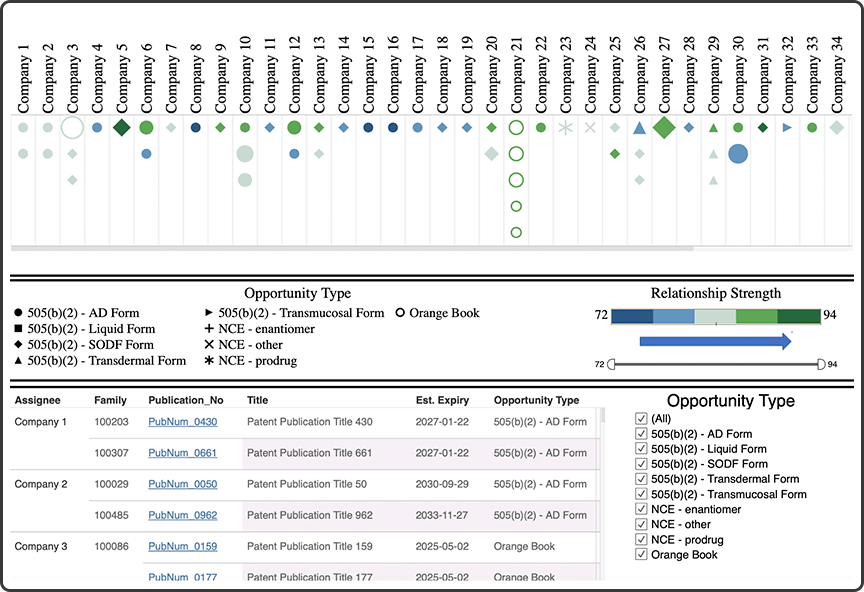 Company 1
Company 2
Company 3
Company 4
Company 5
Company 6
Company 7
Company 8
Company 9
Company 10
Company 11
Company 12
Company 13
Company 14
Company 15
Company 16
Company 17
Company 18
Company 19
Company 20
Company 21
Company 22
Company 23
Company 24
Company 25
Company 26
Company 27
Company 28
Company 29
Company 30
Company 31
Company 32
Company 33
Company 34
Opportunity Type
505(b)(2) - AD Form
505(b)(2) - Liquid Form
505(b)(2) - SODF Form
505(b)(2) - Transdermal Form
505(b)(2) - Transmucosal Form
NCE - enantiomer
NCE - other
NCE - prodrug
Orange Book
Relationship Strength
72 94
72 94
Assignee Family Publication_No Title Est. Expiry Opportunity Type
Company 1 100203 PubNum_0430 Patent Publication Title 430 2027-01-22 505(b)(2) - AD Form
100307 PubNum_0661 Patent Publication Title 661 2027-01-22 505(b)(2) - AD Form
Company 2 100029 PubNum_0050 Patent Publication Title 50 2030-09-29 505(b)(2) - AD Form
100485 PubNum_0962 Patent Publication Title 962 2033-11-27 505(b)(2) - AD Form
Company 3 100086 PubNum_0159 Patent Publication Title 159 2025-05-02 Orange Book
PubNum_0177 Patent Publication Title 177 2025-05-02 Orange Book
Opportunity Type
(All)
505(b)(2) - AD Form
505(b)(2) - Liquid Form
505(b)(2) - SODF Form
505(b)(2) - Transdermal Form
505(b)(2) - Transmucosal Form
NCE - enantiomer
NCE - other
NCE - prodrug
Orange Book